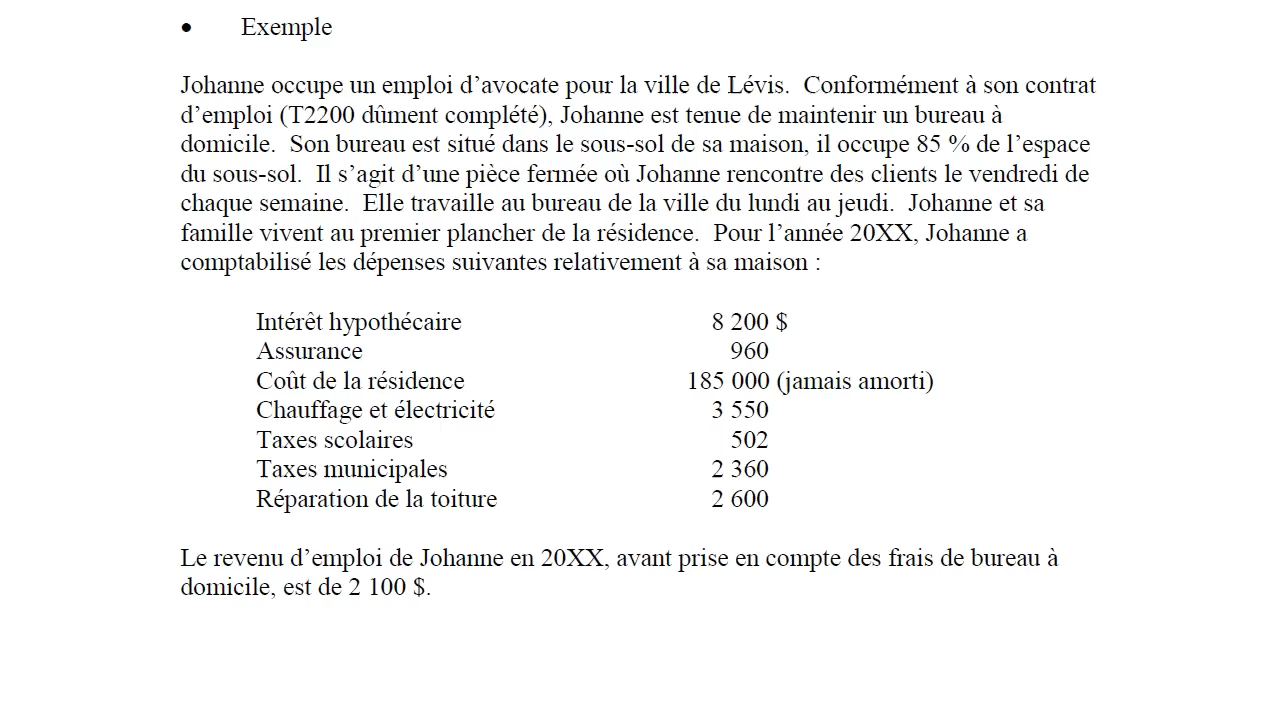 • Exemple
Johanne occupe un emploi d’avocate pour la ville de Lévis. Conformément à son contrat
d’emploi (T2200 dûment complété), Johanne est tenue de maintenir un bureau à
domicile. Son bureau est situé dans le sous-sol de sa maison, il occupe 85 % de l’espace
du sous-sol. Il s’agit d’une pièce fermée où Johanne rencontre des clients le vendredi de
chaque semaine. Elle travaille au bureau de la ville du lundi au jeudi. Johanne et sa
famille vivent au premier plancher de la résidence. Pour l’année 20XX, Johanne a
comptabilisé les dépenses suivantes relativement à sa maison :
Intérêt hypothécaire 8 200 $
Assurance 960
Coût de la résidence 185 000 (jamais amorti)
Chauffage et électricité 3 550
Taxes scolaires 502
Taxes municipales 2 360
Réparation de la toiture 2 600
Le revenu d’emploi de Johanne en 20XX, avant prise en compte des frais de bureau à
domicile, est de 2 100 $.